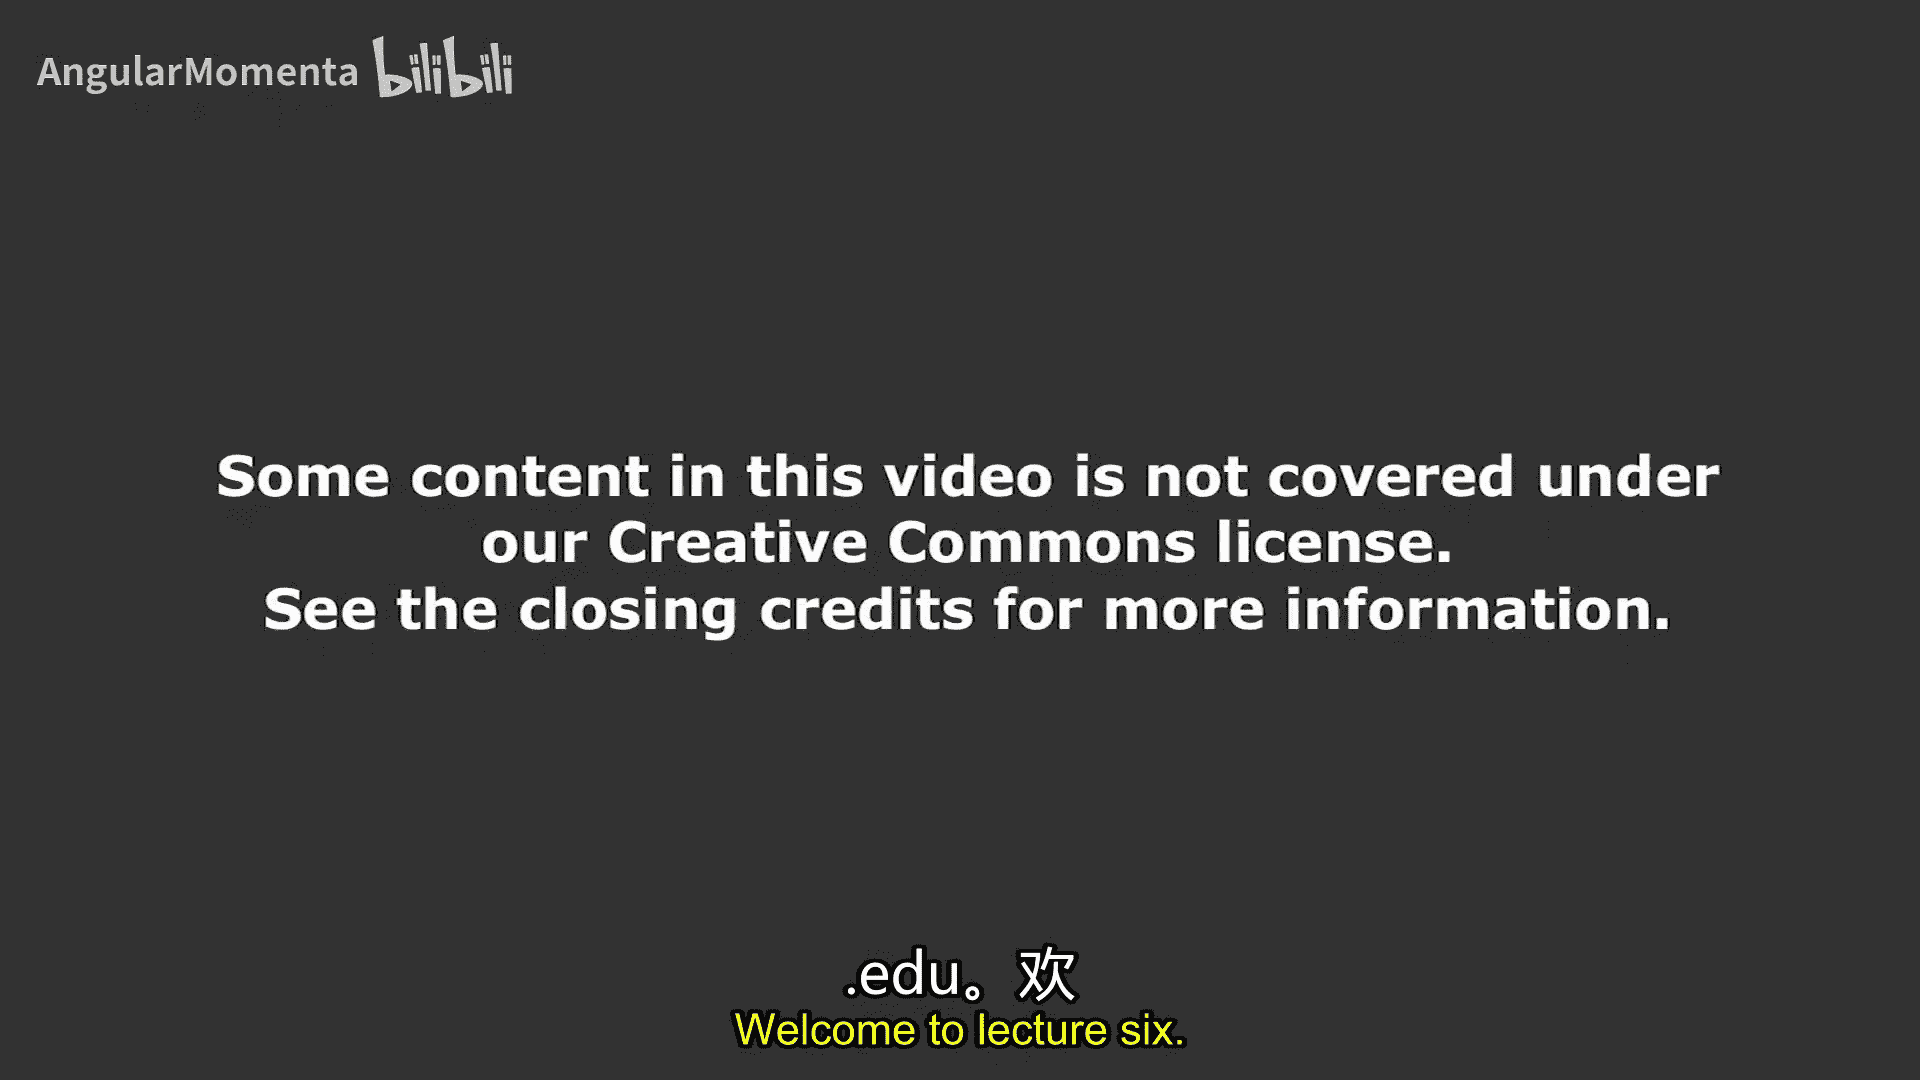 AngularMomenta bilibili
Some content in this video is not covered under
our Creative Commons license.
See the closing credits for more information.
.edu。欢
Welcome to lecture six.